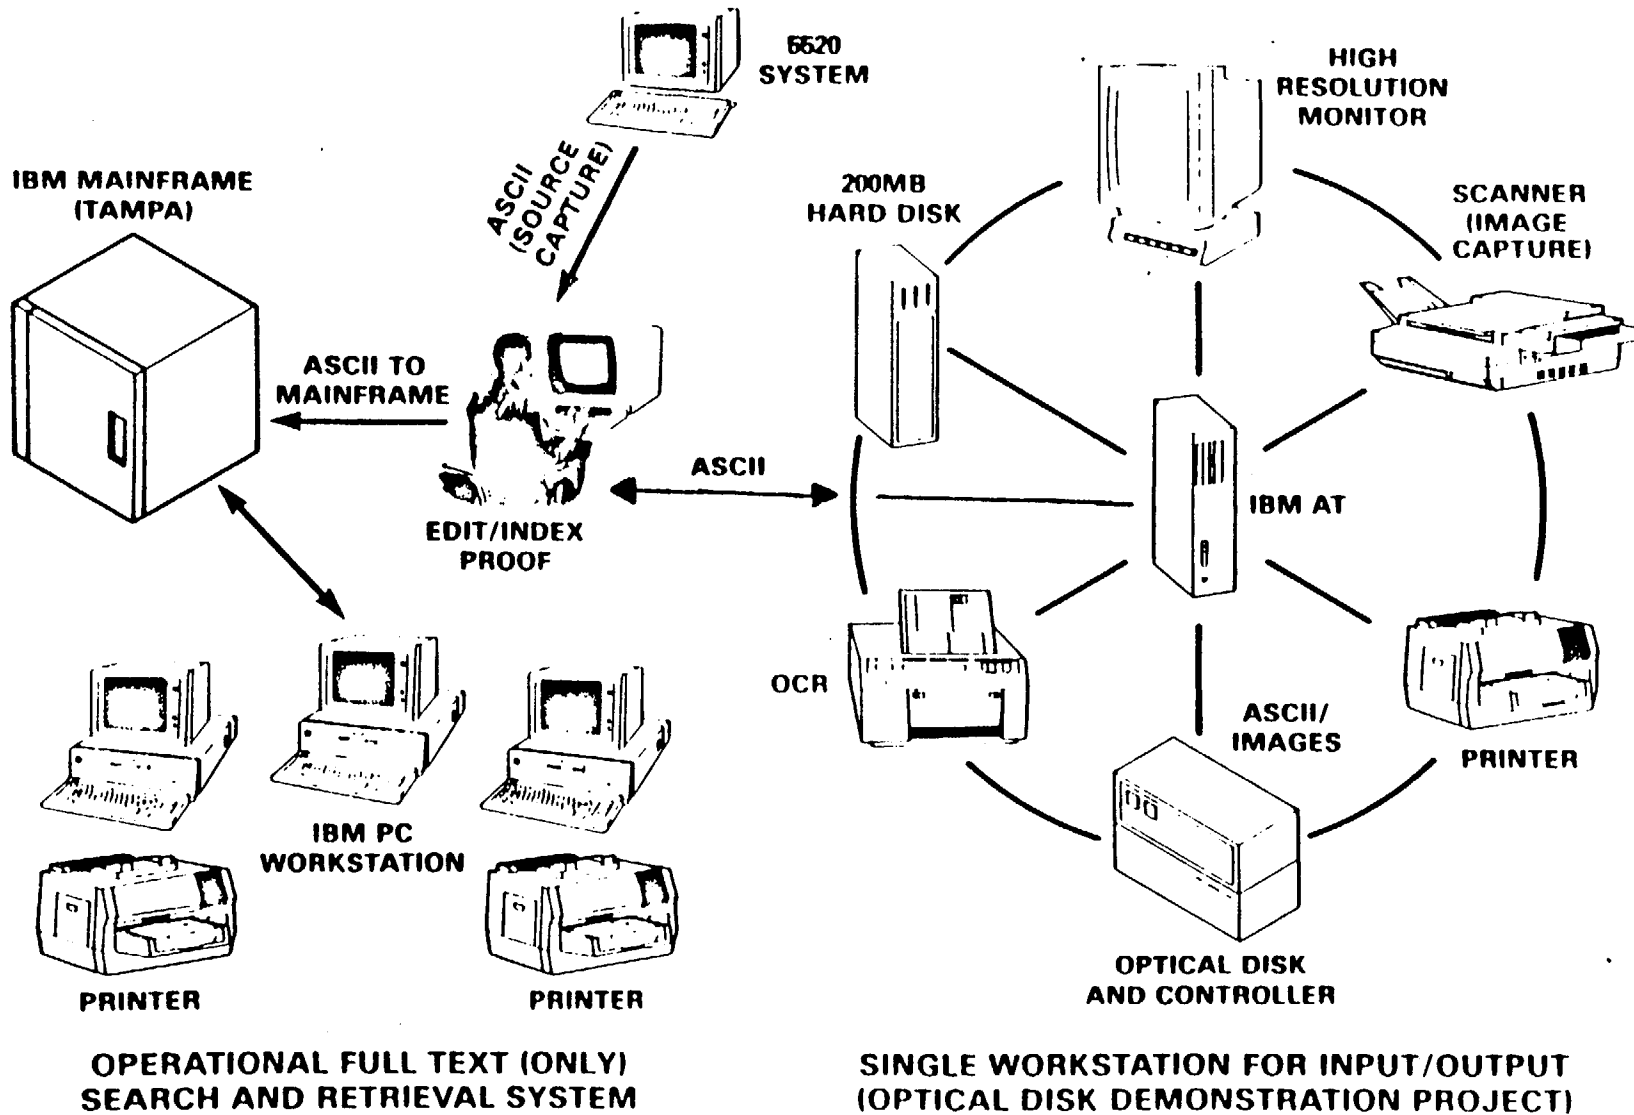 5520
SYSTEM
HIGH
RESOLUTION
MONITOR
IBM MAINFRAME
(TAMPA)
ASCII
(SOURCE
CAPTURE)
200MB
HARD DISK
SCANNER
(IMAGE
CAPTURE)
ASCII TO
MAINFRAME
ASCII
IBM AT
EDIT/INDEX
PROOF
OCR
ASCII/
IMAGES
PRINTER
IBM PC
WORKSTATION
PRINTER
PRINTER
OPTICAL DISK
AND CONTROLLER
OPERATIONAL FULL TEXT (ONLY)
SEARCH AND RETRIEVAL SYSTEM
SINGLE WORKSTATION FOR INPUT/OUTPUT
(OPTICAL DISK DEMONSTRATION PROJECT)